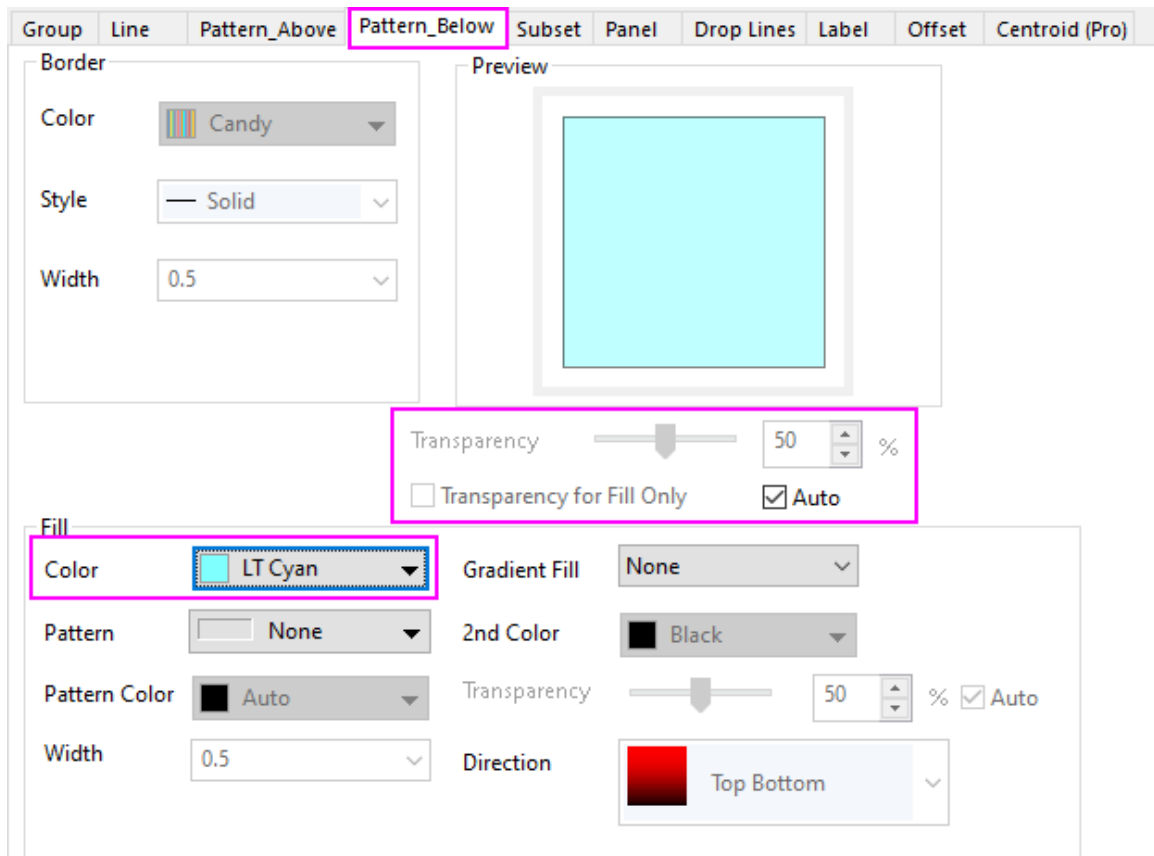 Group Line Pattern_Above Pattern_Below Subset Panel Drop Lines Label Offset Centroid (Pro)
Border
Preview
Color Candy
Style Solid
Width 0.5
Transparency 50 %
Transparency for Fill Only Auto
Fill
Color LT Cyan Gradient Fill None
Pattern None 2nd Color Black
Pattern Color Auto Transparency 50 % Auto
Width 0.5 Direction Top Bottom